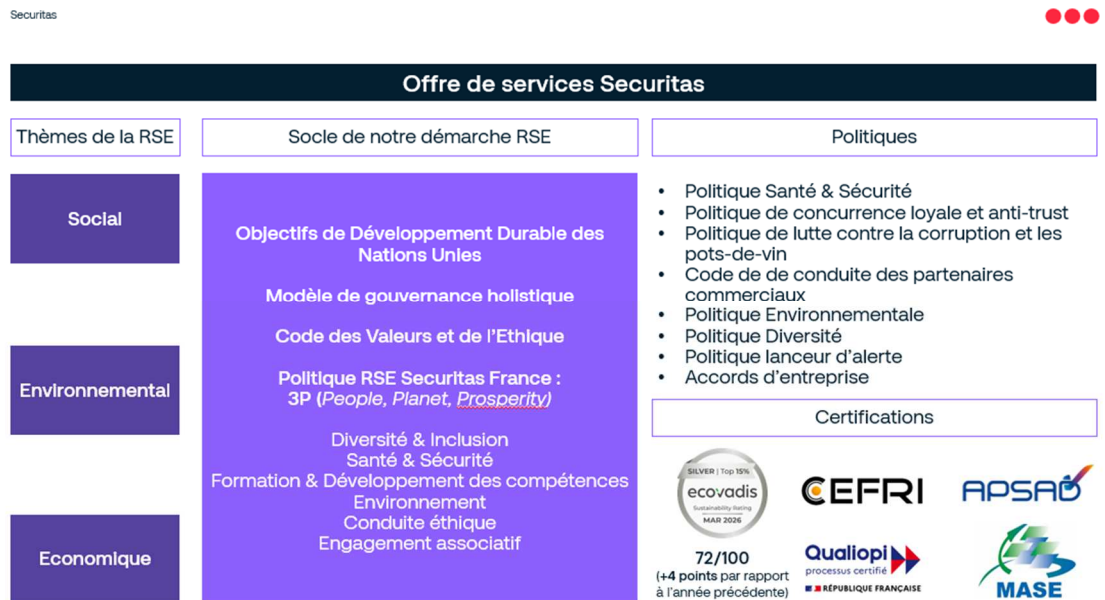 Securitas
Offre de services Securitas
Thèmes de la RSE
Socle de notre démarche RSE
Politiques
Social
Environnemental
Economique
Objectifs de Développement Durable des
Nations Unies
Modèle de gouvernance holistique
Code des Valeurs et de l'Ethique
Politique RSE Securitas France :
3P (People, Planet, Prosperity)
Diversité & Inclusion
Santé & Sécurité
Formation & Développement des compétences
Environnement
Conduite éthique
Engagement associatif
• Politique Santé & Sécurité
• Politique de concurrence loyale et anti-trust
• Politique de lutte contre la corruption et les
pots-de-vin
• Code de de conduite des partenaires
commerciaux
• Politique Environnementale
• Politique Diversité
• Politique lanceur d'alerte
• Accords d'entreprise
Certifications
SILVER | Top 15%
ecovadis
Sustainability Rating
MAR 2026
72/100
(+4 points par rapport
à l'année précédente)
CEFRI
APSAD
Qualiopi
processus certifié
RÉPUBLIQUE FRANÇAISE
MASE